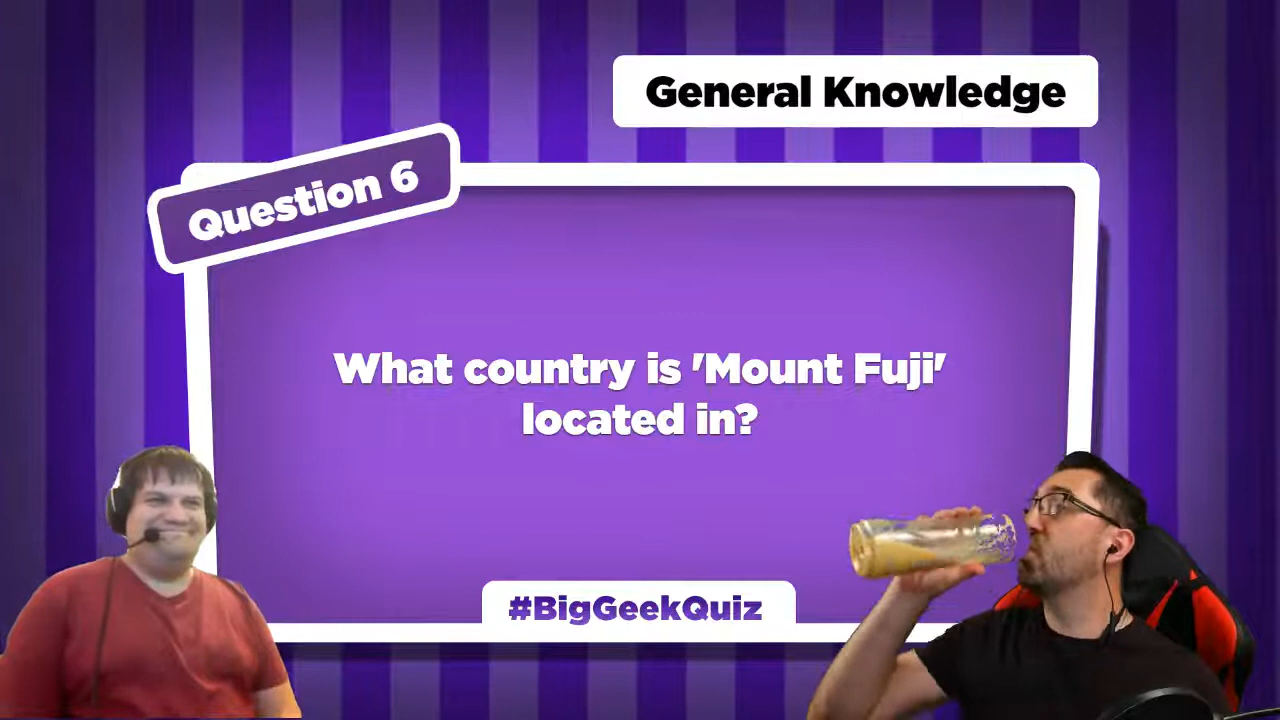 General Knowledge
Question 6
What country is 'Mount Fuji'
located in?
#BigGeekQuiz